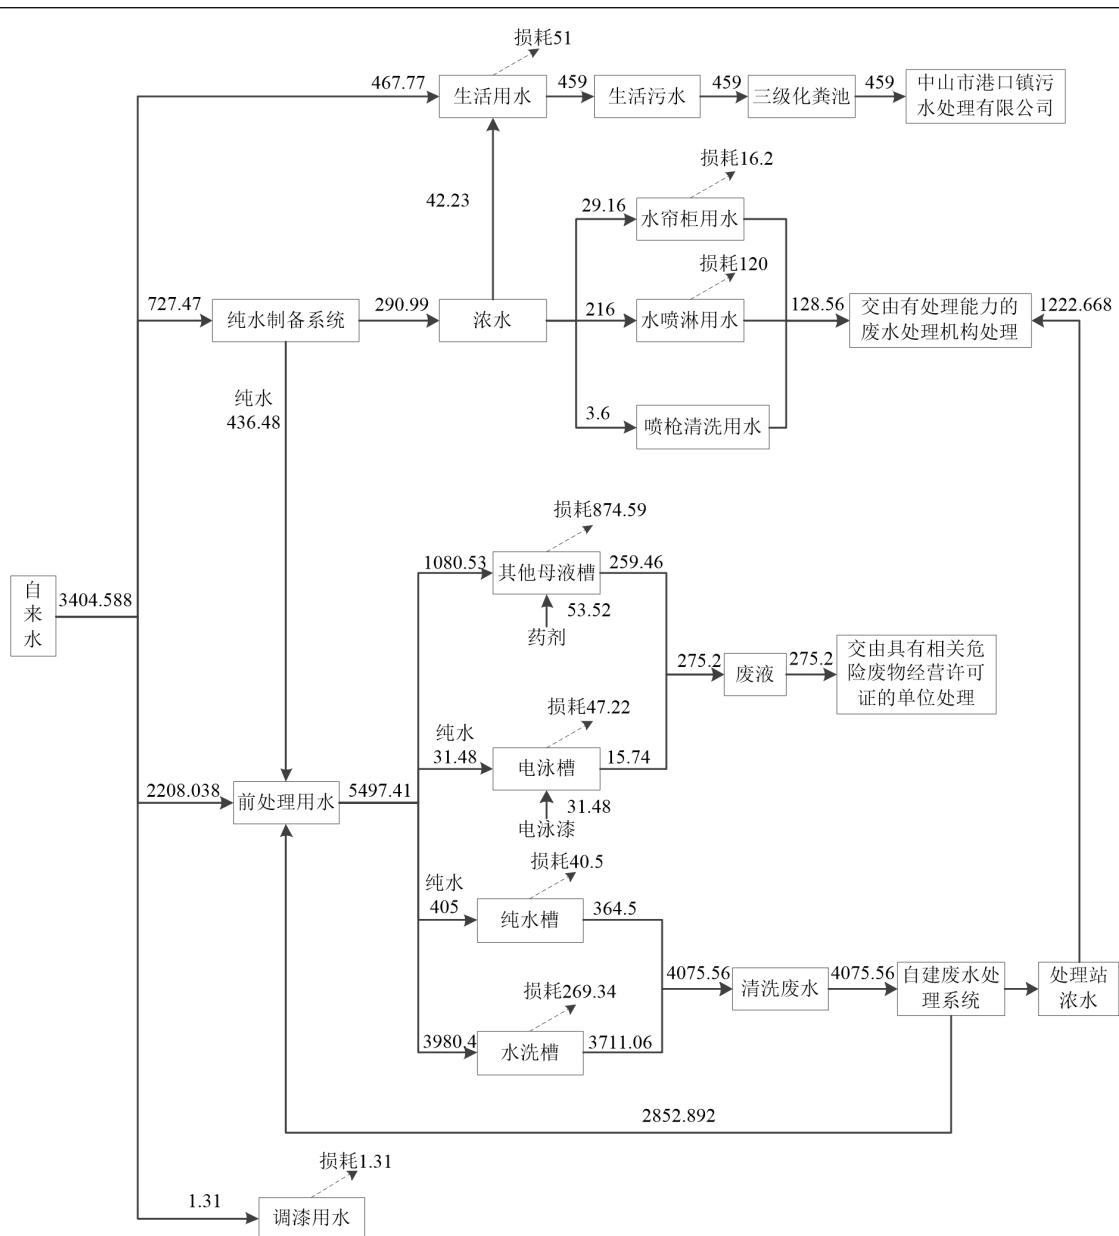 损耗51
467.77
生活用水
459
生活污水
459
三级化粪池
459
中山市港口镇污
水处理有限公司
42.23
损耗16.2
29.16
水帘柜用水
727.47
纯水制备系统
290.99
浓水
216
损耗120
水喷淋用水
128.56
交由有处理能力的
废水处理机构处理
1222.668
纯水
436.48
3.6
喷枪清洗用水
自
来
水
3404.588
损耗874.59
1080.53
其他母液槽
259.46
53.52
药剂
275.2
废液
275.2
交由具有相关危
险废物经营许可
证的单位处理
损耗47.22
纯水
31.48
电泳槽
15.74
31.48
电泳漆
2208.038
前处理用水
5497.41
损耗40.5
纯水
405
纯水槽
364.5
4075.56
清洗废水
4075.56
自建废水处
理系统
处理站
浓水
损耗269.34
3980.4
水洗槽
3711.06
2852.892
损耗1.31
1.31
调漆用水